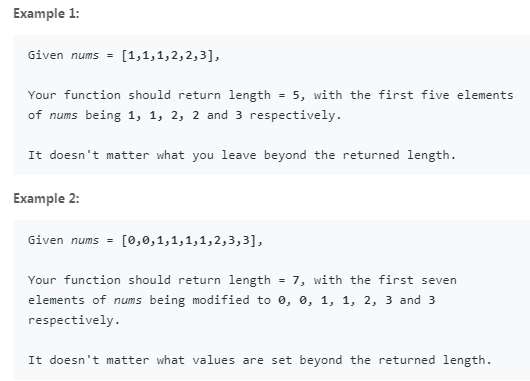 Example 1:
Given nums = [1,1,1,2,2,3],
Your function should return length = 5, with the first five elements
of nums being 1, 1, 2, 2 and 3 respectively.
It doesn't matter what you leave beyond the returned length.
Example 2:
Given nums = [0,0,1,1,1,1,2,3,3],
Your function should return length = 7, with the first seven
elements of nums being modified to 0, 0, 1, 1, 2, 3 and 3
respectively.
It doesn't matter what values are set beyond the returned length.